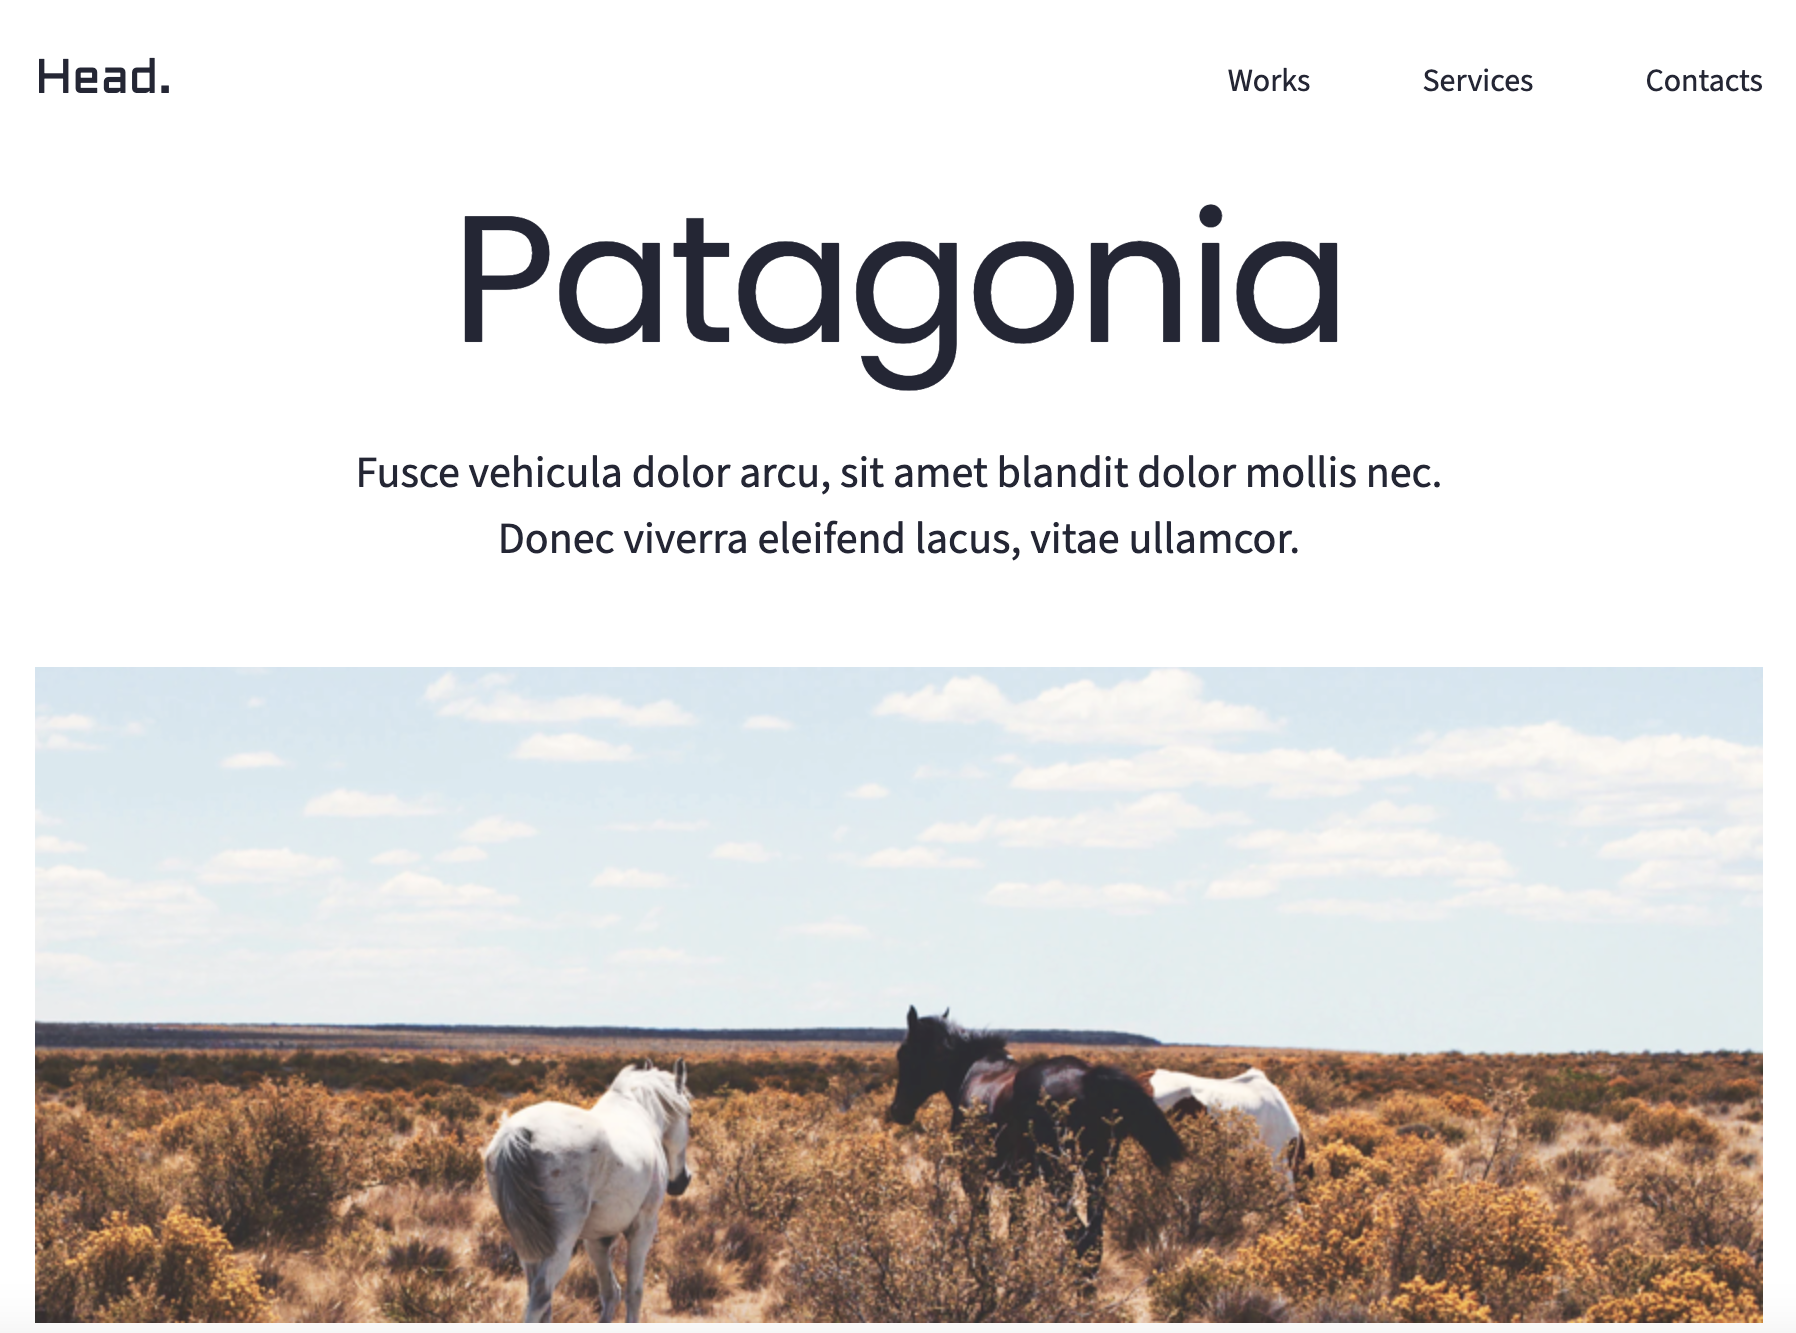 Head.
Works Services Contacts
Patagonia
Fusce vehicula dolor arcu, sit amet blandit dolor mollis nec.
Donec viverra eleifend lacus, vitae ullamcor.